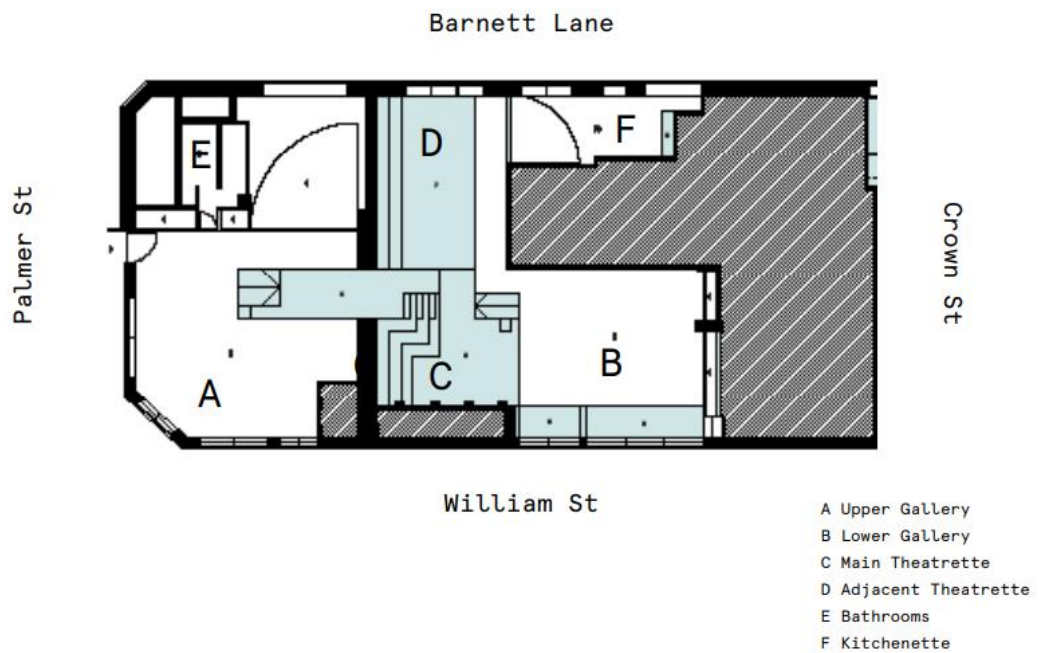 Barnett Lane
D
F
E
Palmer St
Crown St
A
C
B
William St
A Upper Gallery
B Lower Gallery
C Main Theatrette
D Adjacent Theatrette
E Bathrooms
F Kitchenette